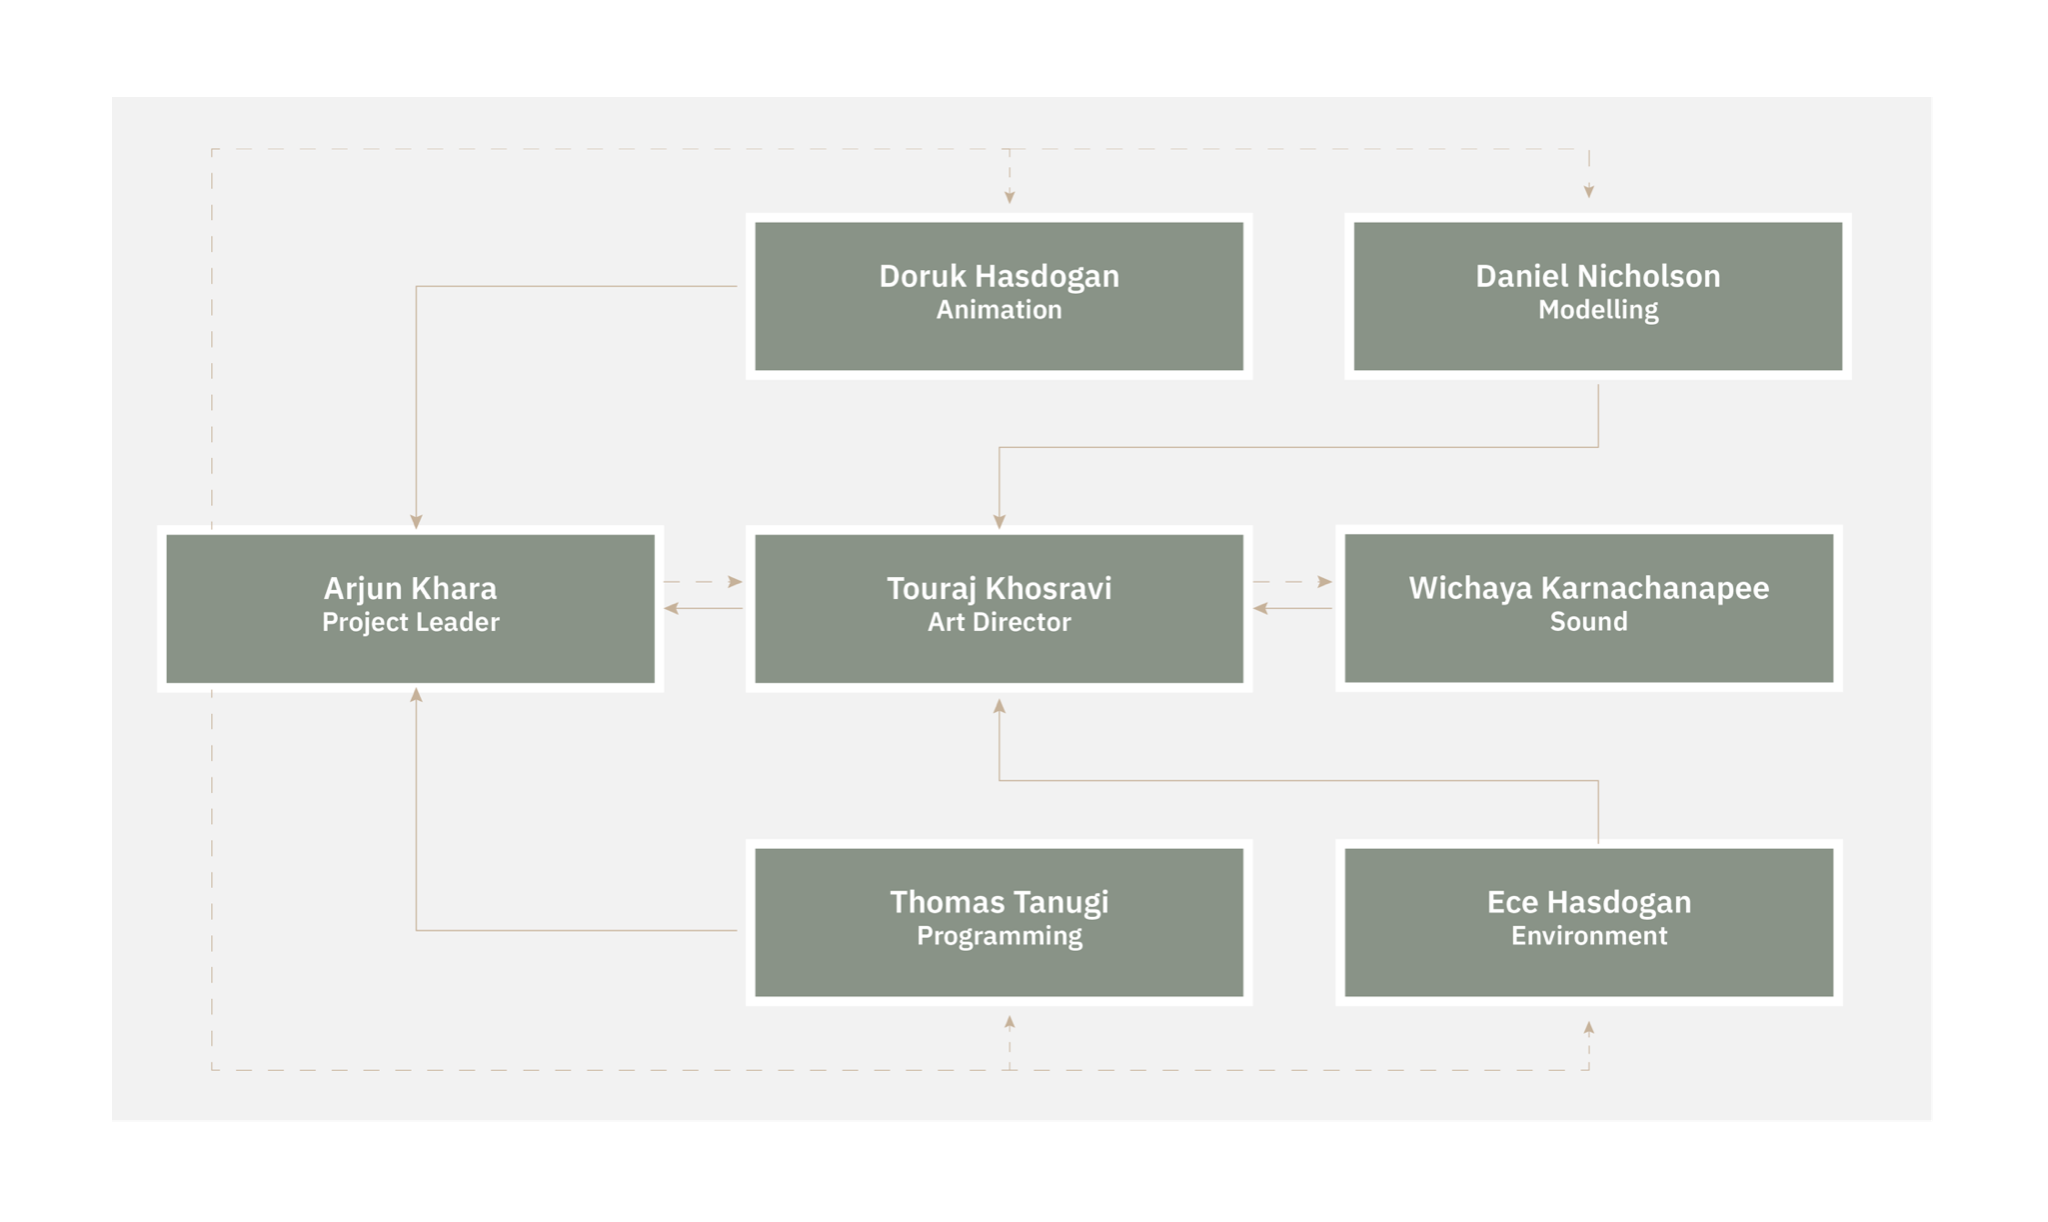 Doruk Hasdogan
Animation
Daniel Nicholson
Modelling
Arjun Khara
Project Leader
Touraj Khosravi
Art Director
Wichaya Karnachanapee
Sound
Thomas Tanugi
Programming
Ece Hasdogan
Environment